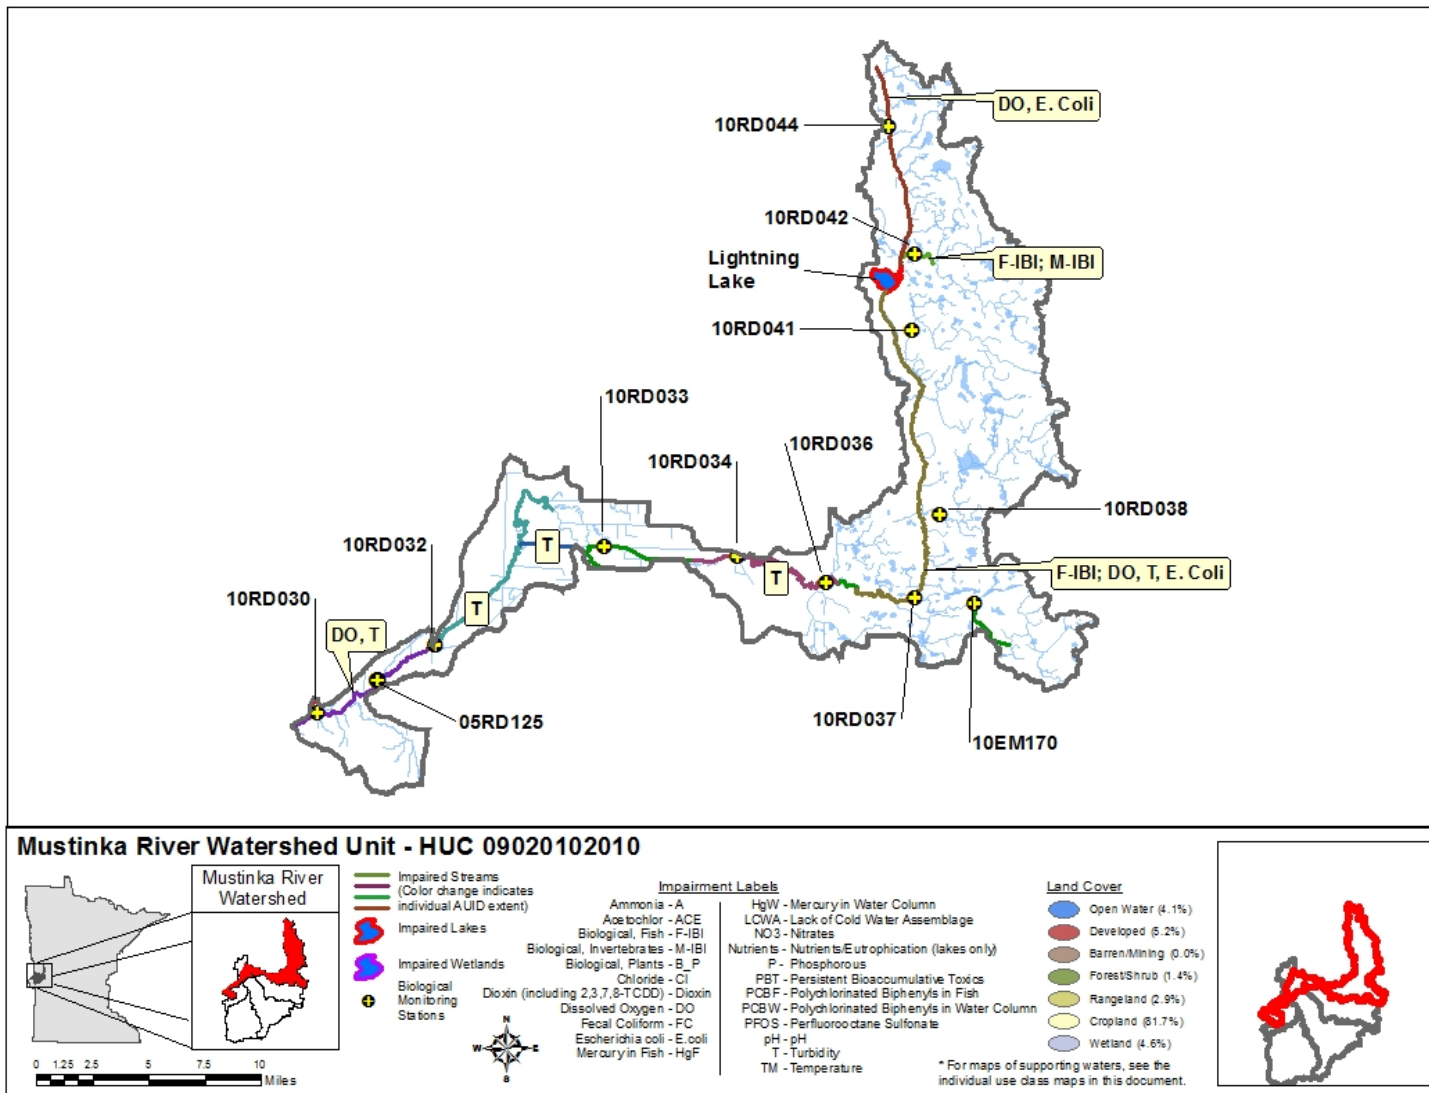 DO, E. Coli
10RD044
10RD042
F-IBI; M-IBI
Lightning
Lake
10RD041
10RD033
10RD036
10RD034
10RD038
10RD032
T
T
F-IBI; DO, T, E. Coli
10RD030
T
DO, T
05RD125
10RD037
10EM170
Mustinka River Watershed Unit - HUC 09020102010
Mustinka River
Watershed
Impaired Streams
(Color change indicates
individual AUID extent)
Impaired Lakes
Impaired Wetlands
Biological
Monitoring
Stations
N
W E
S
0 1.25 2.5 5 7.5 10
Miles
Impairment Labels
Ammonia - A
Acetochlor - ACE
Biological, Fish - F-IBI
Biological, Invertebrates - M-IBI
Biological, Plants - B_P
Chloride - Cl
Dioxin (including 2,3,7,8-TCDD) - Dioxin
Dissolved Oxygen - DO
Fecal Coliform - FC
Escherichia coli - E.coli
Mercury in Fish - HgF
HgW - Mercury in Water Column
LCWA - Lack of Cold Water Assemblage
NO3 - Nitrates
Nutrients - Nutrients/Eutrophication (lakes only)
P - Phosphorous
PBT - Persistent Bioaccumulative Toxics
PCBF - Polychlorinated Biphenyls in Fish
PCBW - Polychlorinated Biphenyls in Water Column
PFOS - Perfluorooctane Sulfonate
pH - pH
T - Turbidity
TM - Temperature
Land Cover
Open Water (4.1%)
Developed (5.2%)
Barren/Mining (0.0%)
Forest/Shrub (1.4%)
Rangeland (2.9%)
Cropland (81.7%)
Wetland (4.6%)
* For maps of supporting waters, see the
individual use class maps in this document.